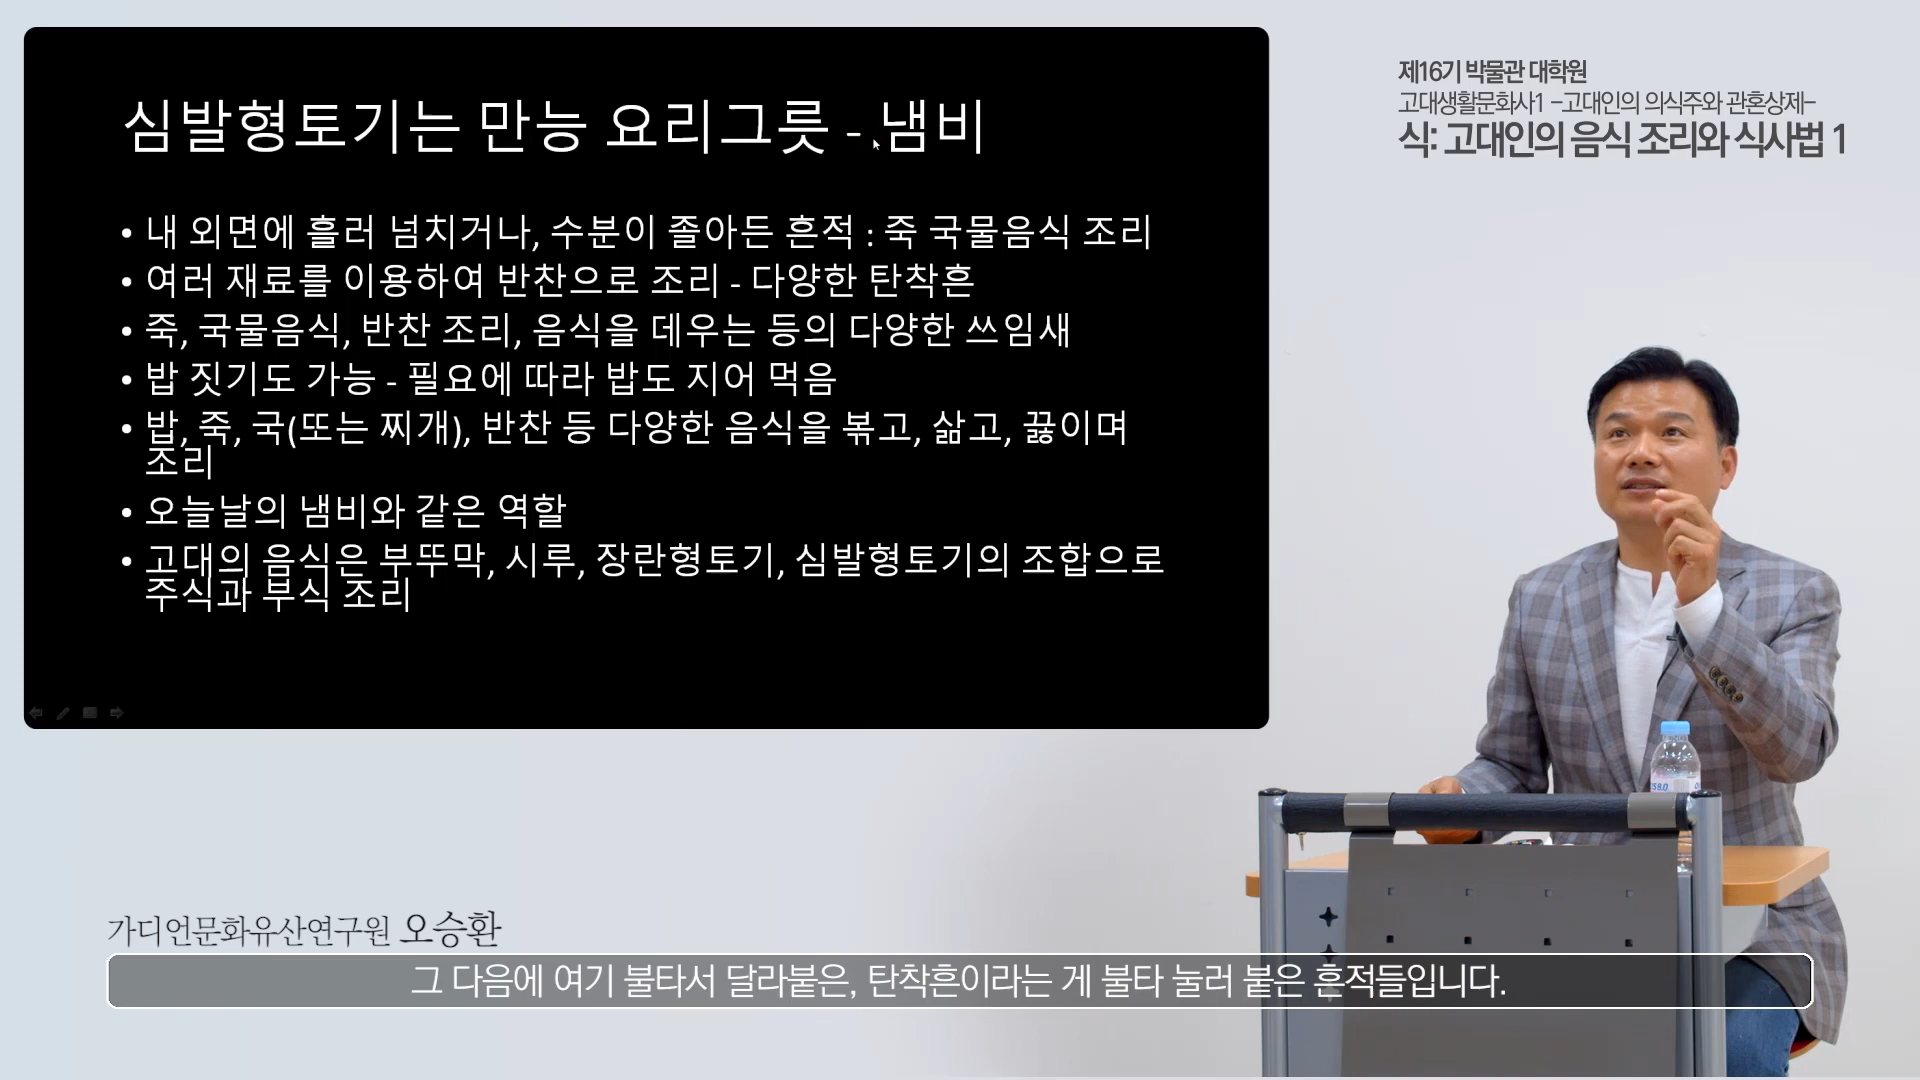 심발형토기는 만능 요리그릇 - 냄비
• 내 외면에 흘러 넘치거나, 수분이 졸아든 흔적 : 죽 국물음식 조리
• 여러 재료를 이용하여 반찬으로 조리 - 다양한 탄착흔
• 죽, 국물음식, 반찬 조리, 음식을 데우는 등의 다양한 쓰임새
• 밥 짓기도 가능 - 필요에 따라 밥도 지어 먹음
• 밥, 죽, 국(또는 찌개), 반찬 등 다양한 음식을 볶고, 삶고, 끓이며
조리
• 오늘날의 냄비와 같은 역할
• 고대의 음식은 부뚜막, 시루, 장란형토기, 심발형토기의 조합으로
주식과 부식 조리
제16기 박물관 대학원
고대생활문화사1 -고대인의 의식주와 관혼상제-
식: 고대인의 음식 조리와 식사법 1
가디언문화유산연구원 오승환
그 다음에 여기 불타서 달라붙은, 탄착흔이라는 게 불타 눌러 붙은 흔적들입니다.